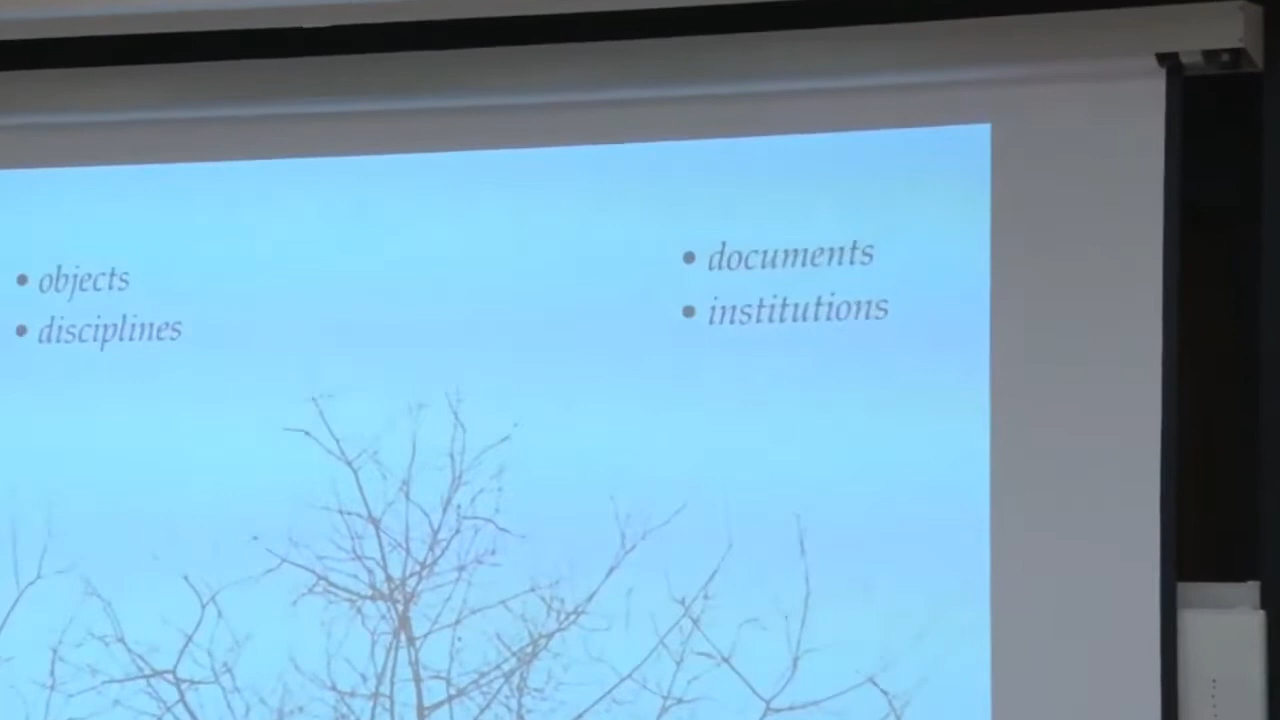 • objects
• disciplines
• documents
• institutions